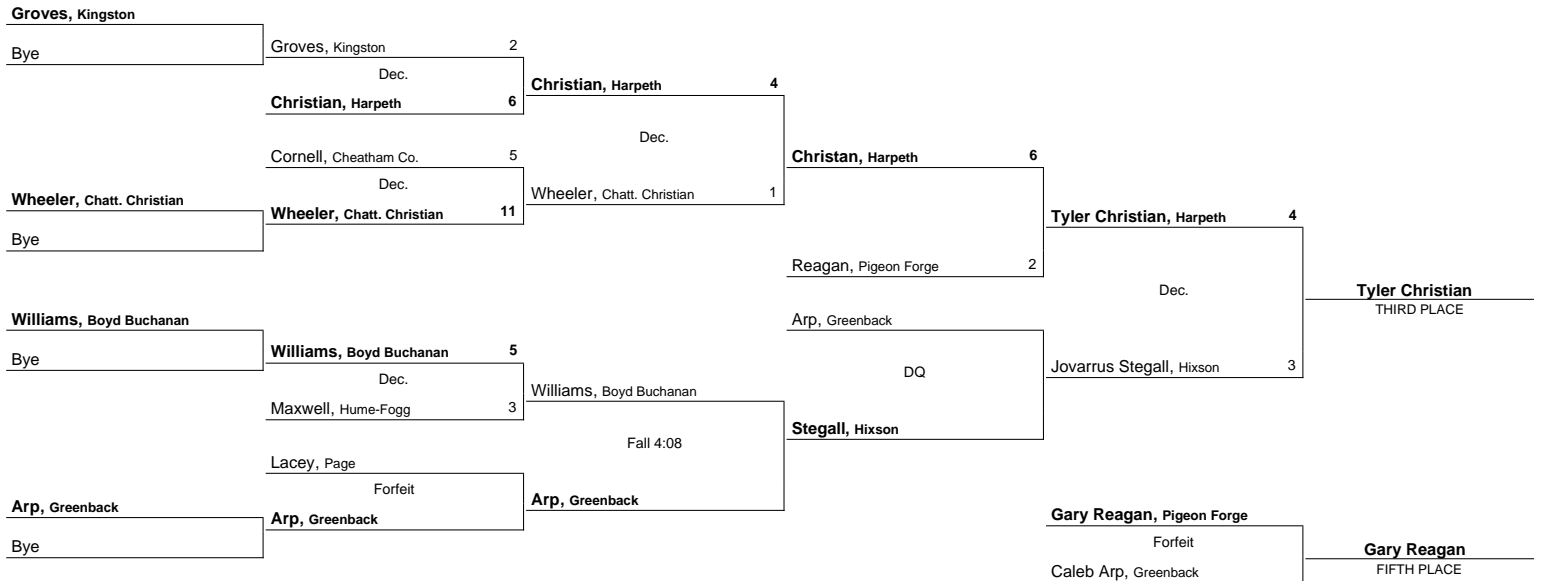 Groves, Kingston
Bye
Groves, Kingston 2
Dec.
Christian, Harpeth 6
Christian, Harpeth 4
Dec.
Cornell, Cheatham Co. 5
Dec.
Wheeler, Chatt. Christian
Wheeler, Chatt. Christian 11
Bye
Wheeler, Chatt. Christian 1
Christan, Harpeth 6
Reagan, Pigeon Forge 2
Tyler Christian, Harpeth 4
Dec.
Tyler Christian
THIRD PLACE
Williams, Boyd Buchanan
Bye
Williams, Boyd Buchanan 5
Dec.
Maxwell, Hume-Fogg 3
Williams, Boyd Buchanan
Fall 4:08
Arp, Greenback
DQ
Stegall, Hixson
Jovarrus Stegall, Hixson 3
Lacey, Page
Forfeit
Arp, Greenback
Arp, Greenback
Bye
Arp, Greenback
Gary Reagan, Pigeon Forge
Forfeit
Caleb Arp, Greenback
Gary Reagan
FIFTH PLACE